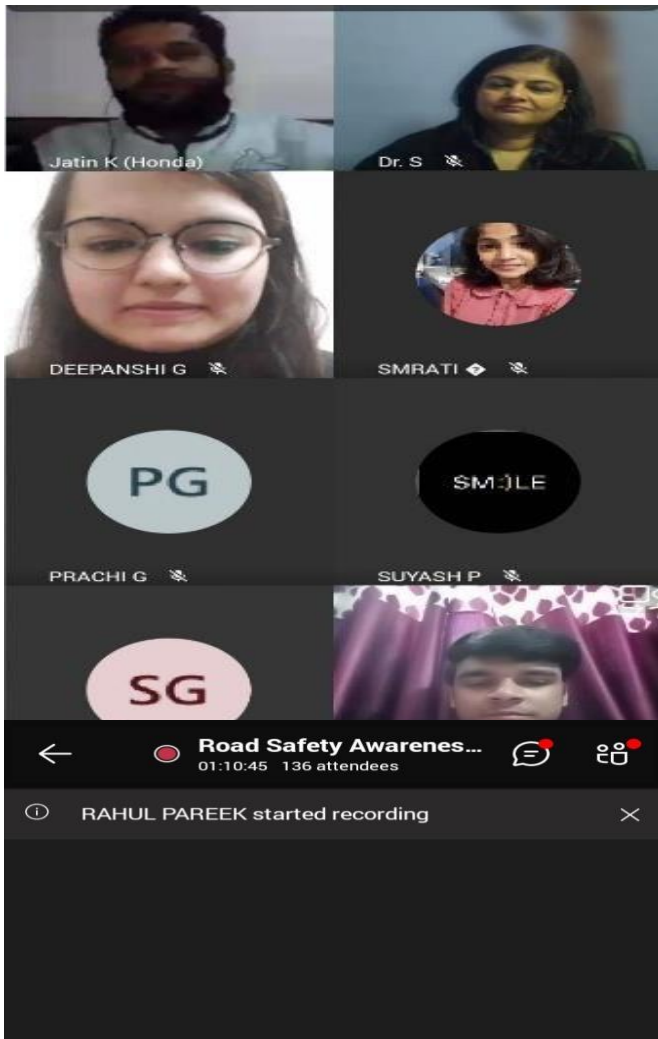 Jatin K (Honda)
Dr. S
DEEPANSHI G
SMRATI
PG
SM:)LE
PRACHI G
SUYASH P
SG
Road Safety Awarenes...
01:10:45 136 attendees
RAHUL PAREEK started recording